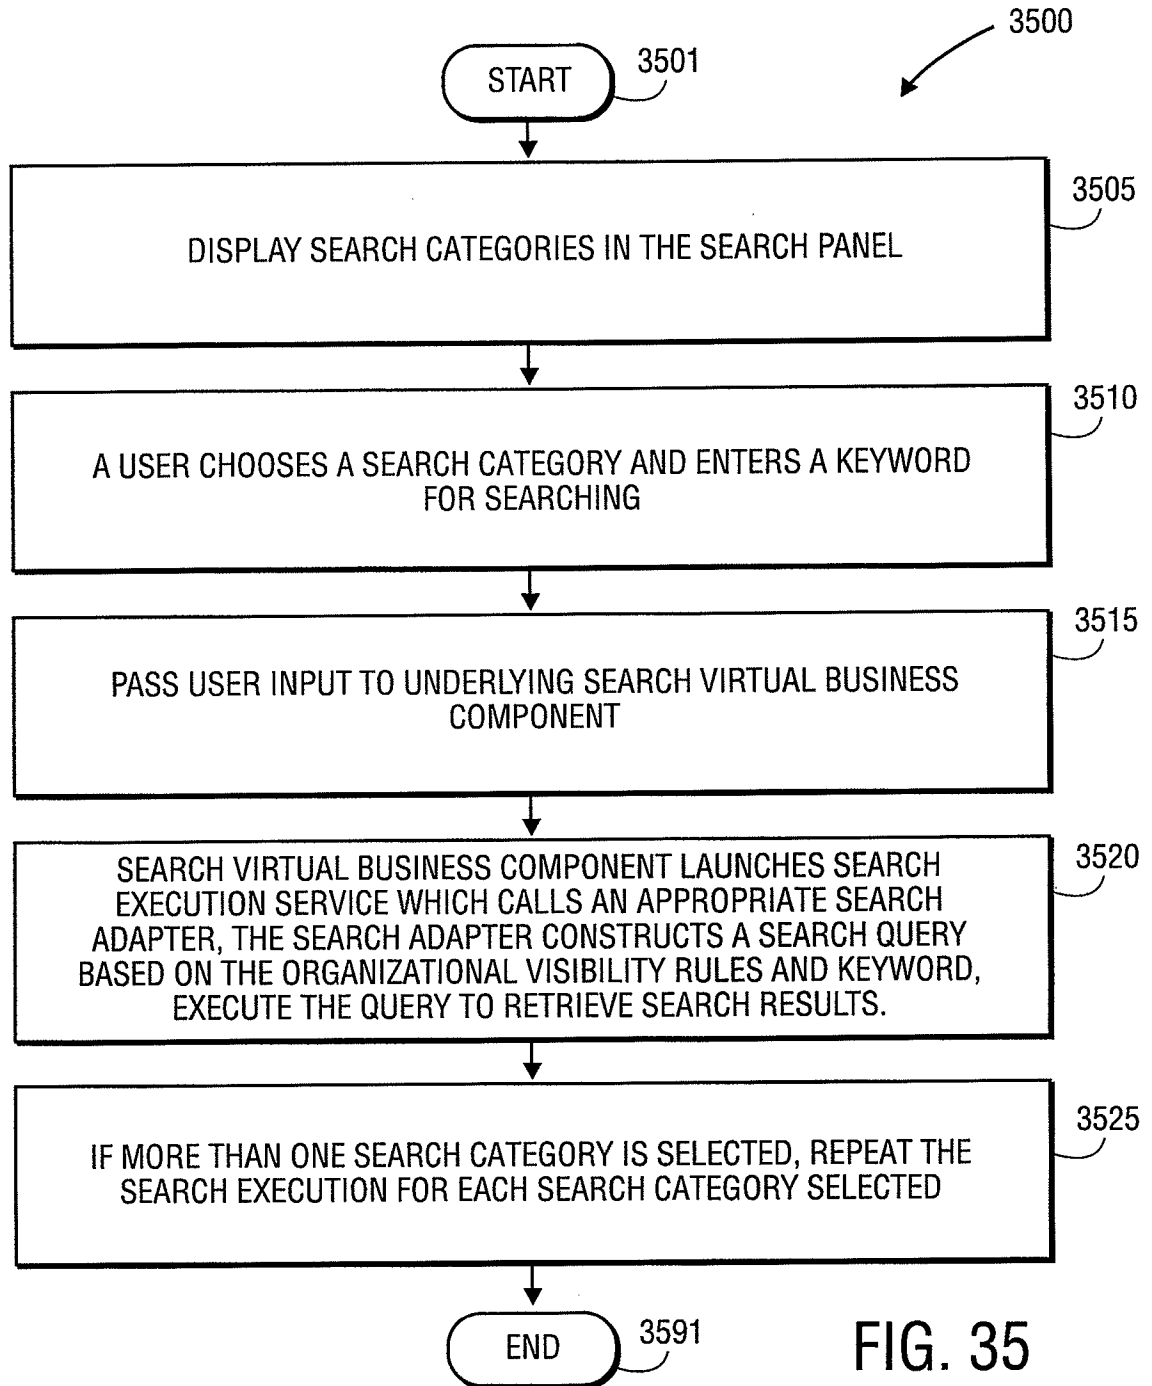 3500
START
3501
3505
DISPLAY SEARCH CATEGORIES IN THE SEARCH PANEL
3510
A USER CHOOSES A SEARCH CATEGORY AND ENTERS A KEYWORD
FOR SEARCHING
3515
PASS USER INPUT TO UNDERLYING SEARCH VIRTUAL BUSINESS
COMPONENT
3520
SEARCH VIRTUAL BUSINESS COMPONENT LAUNCHES SEARCH
EXECUTION SERVICE WHICH CALLS AN APPROPRIATE SEARCH
ADAPTER, THE SEARCH ADAPTER CONSTRUCTS A SEARCH QUERY
BASED ON THE ORGANIZATIONAL VISIBILITY RULES AND KEYWORD,
EXECUTE THE QUERY TO RETRIEVE SEARCH RESULTS.
3525
IF MORE THAN ONE SEARCH CATEGORY IS SELECTED, REPEAT THE
SEARCH EXECUTION FOR EACH SEARCH CATEGORY SELECTED
END
3591
FIG. 35